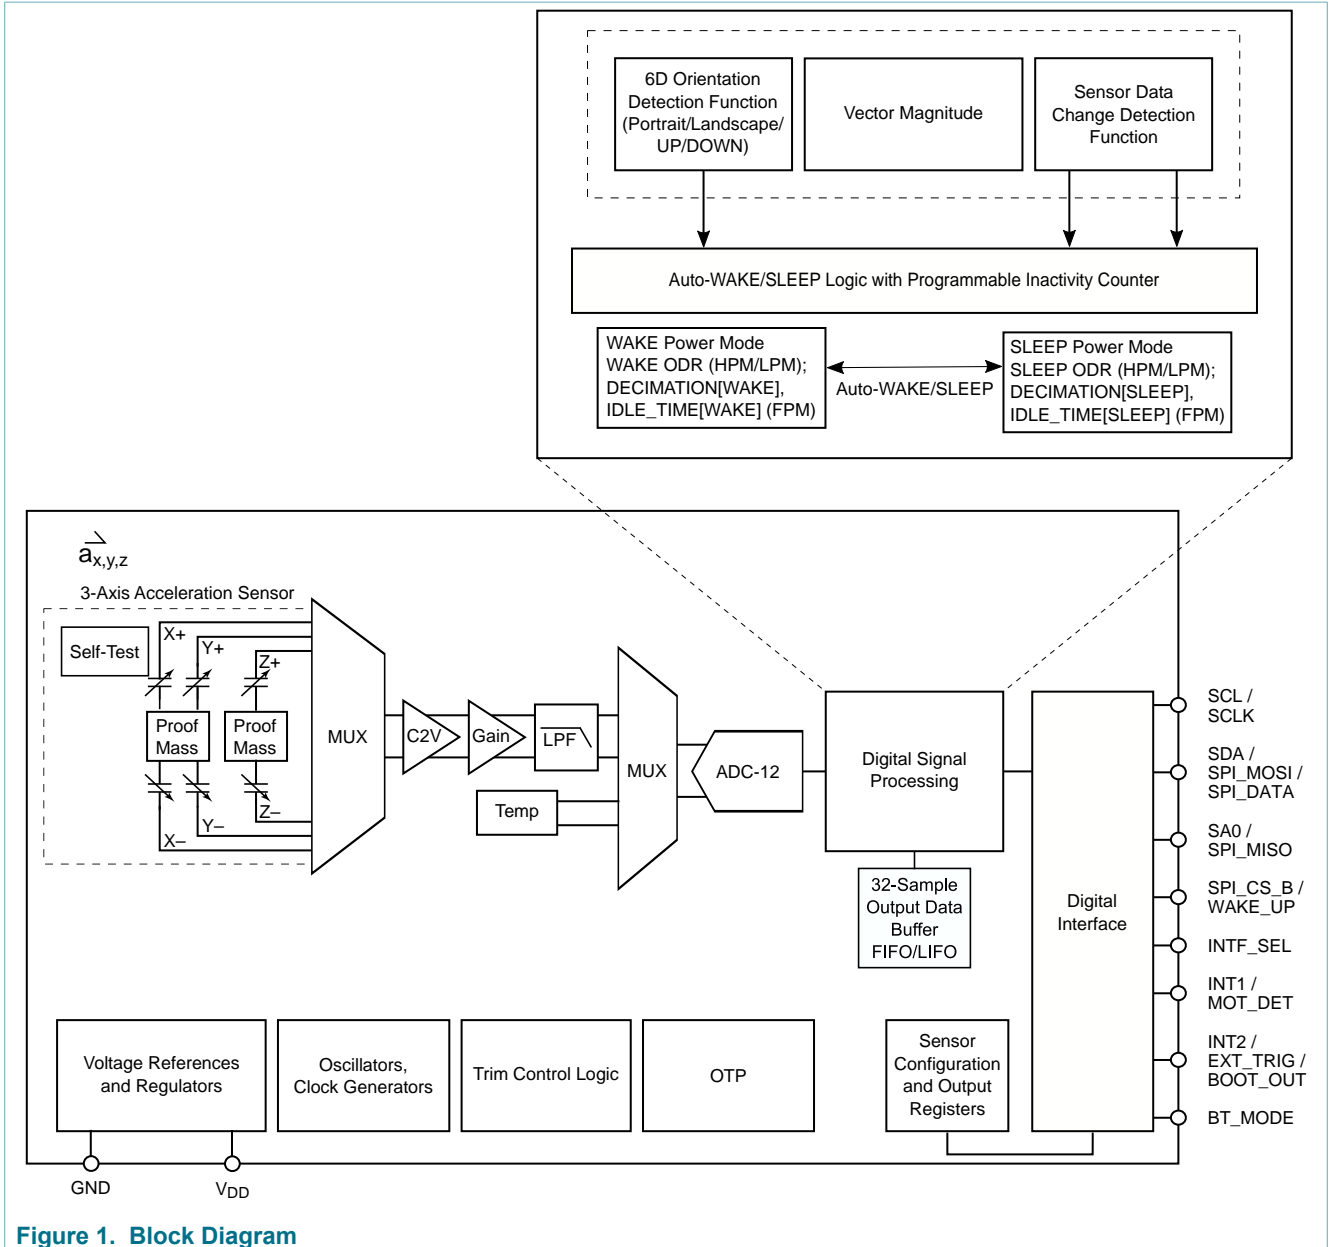 6D Orientation
Detection Function
(Portrait/Landscape/
UP/DOWN)
Vector Magnitude
Sensor Data
Change Detection
Function
Auto-WAKE/SLEEP Logic with Programmable Inactivity Counter
WAKE Power Mode
WAKE ODR (HPM/LPM);
DECIMATION[WAKE],
IDLE_TIME[WAKE] (FPM)
Auto-WAKE/SLEEP
SLEEP Power Mode
SLEEP ODR (HPM/LPM);
DECIMATION[SLEEP],
IDLE_TIME[SLEEP] (FPM)
a x,y,z
3-Axis Acceleration Sensor
Self-Test
X+
Y+
Z+
Proof
Mass
Proof
Mass
Z–
Y–
X–
MUX
C2V
Gain
LPF
Temp
MUX
ADC-12
Digital Signal
Processing
32-Sample
Output Data
Buffer
FIFO/LIFO
Digital
Interface
SCL /
SCLK
SDA /
SPI_MOSI /
SPI_DATA
SA0 /
SPI_MISO
SPI_CS_B /
WAKE_UP
INTF_SEL
INT1 /
MOT_DET
INT2 /
EXT_TRIG /
BOOT_OUT
BT_MODE
Voltage References
and Regulators
Oscillators,
Clock Generators
Trim Control Logic
OTP
Sensor
Configuration
and Output
Registers
GND
VDD
Figure 1. Block Diagram